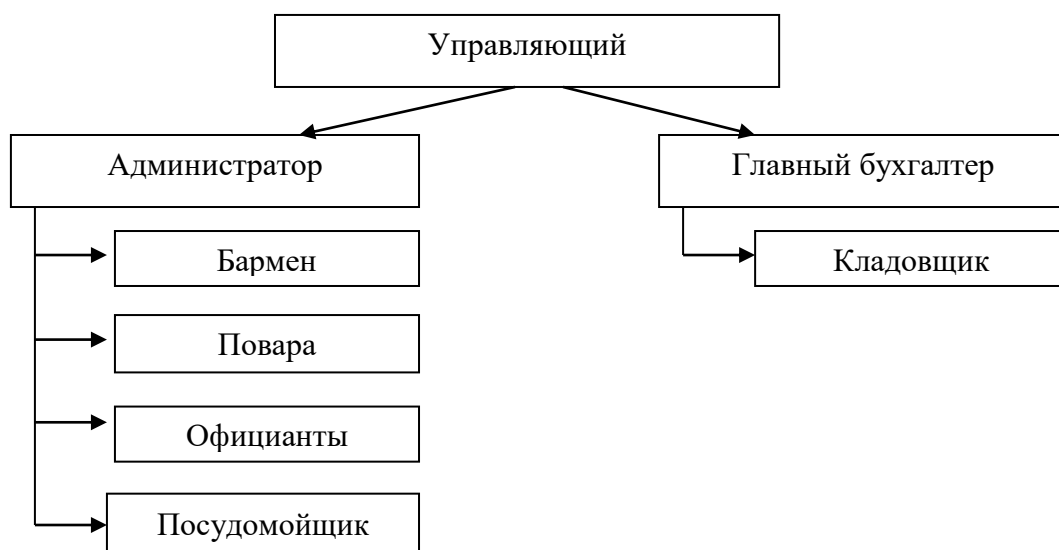 Управляющий
Администратор
Главный бухгалтер
Бармен
Кладовщик
Повара
Официанты
Посудомойщик